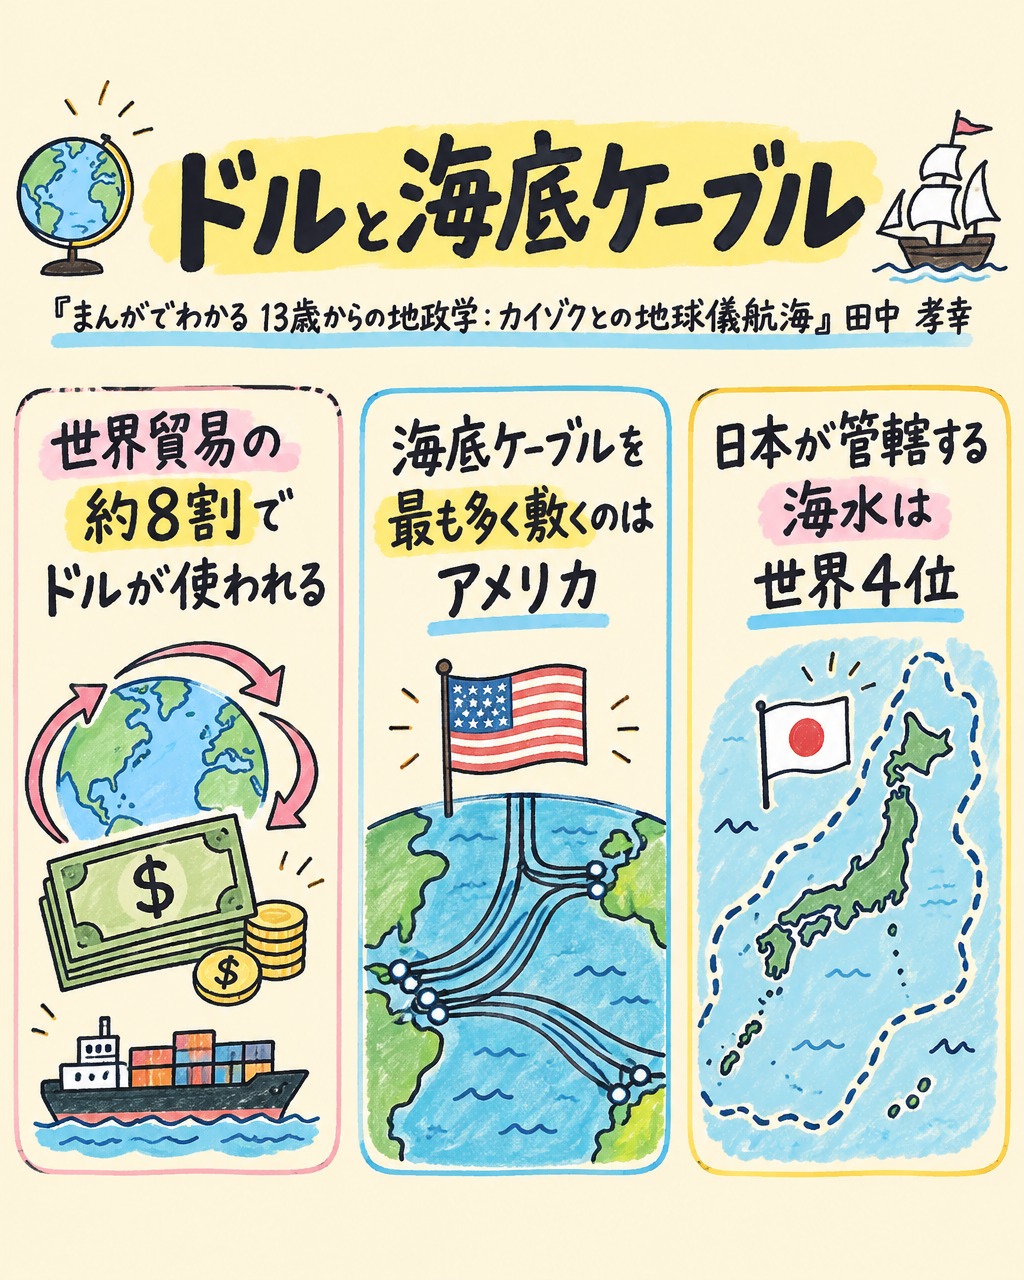 ドルと海底ケーブル
『まんがでわかる 13歳からの地政学：カイゾクとの地球儀航海』 田中 孝幸
世界貿易の
約8割で
ドルが使われる
$
$
海底ケーブルを
最も多く敷くのは
アメリカ
日本が管轄する
海水は
世界4位